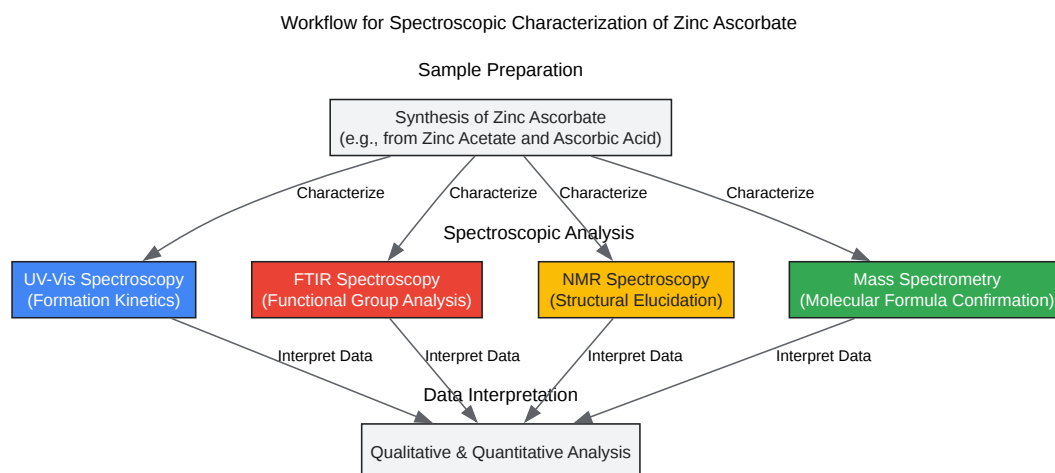 Workflow for Spectroscopic Characterization of Zinc Ascorbate
Sample Preparation
Synthesis of Zinc Ascorbate
(e.g., from Zinc Acetate and Ascorbic Acid)
Characterize
Characterize
Characterize
Characterize
Spectroscopic Analysis
UV-Vis Spectroscopy
(Formation Kinetics)
FTIR Spectroscopy
(Functional Group Analysis)
NMR Spectroscopy
(Structural Elucidation)
Mass Spectrometry
(Molecular Formula Confirmation)
Interpret Data
Interpret Data
Interpret Data
Interpret Data
Data Interpretation
Qualitative & Quantitative Analysis